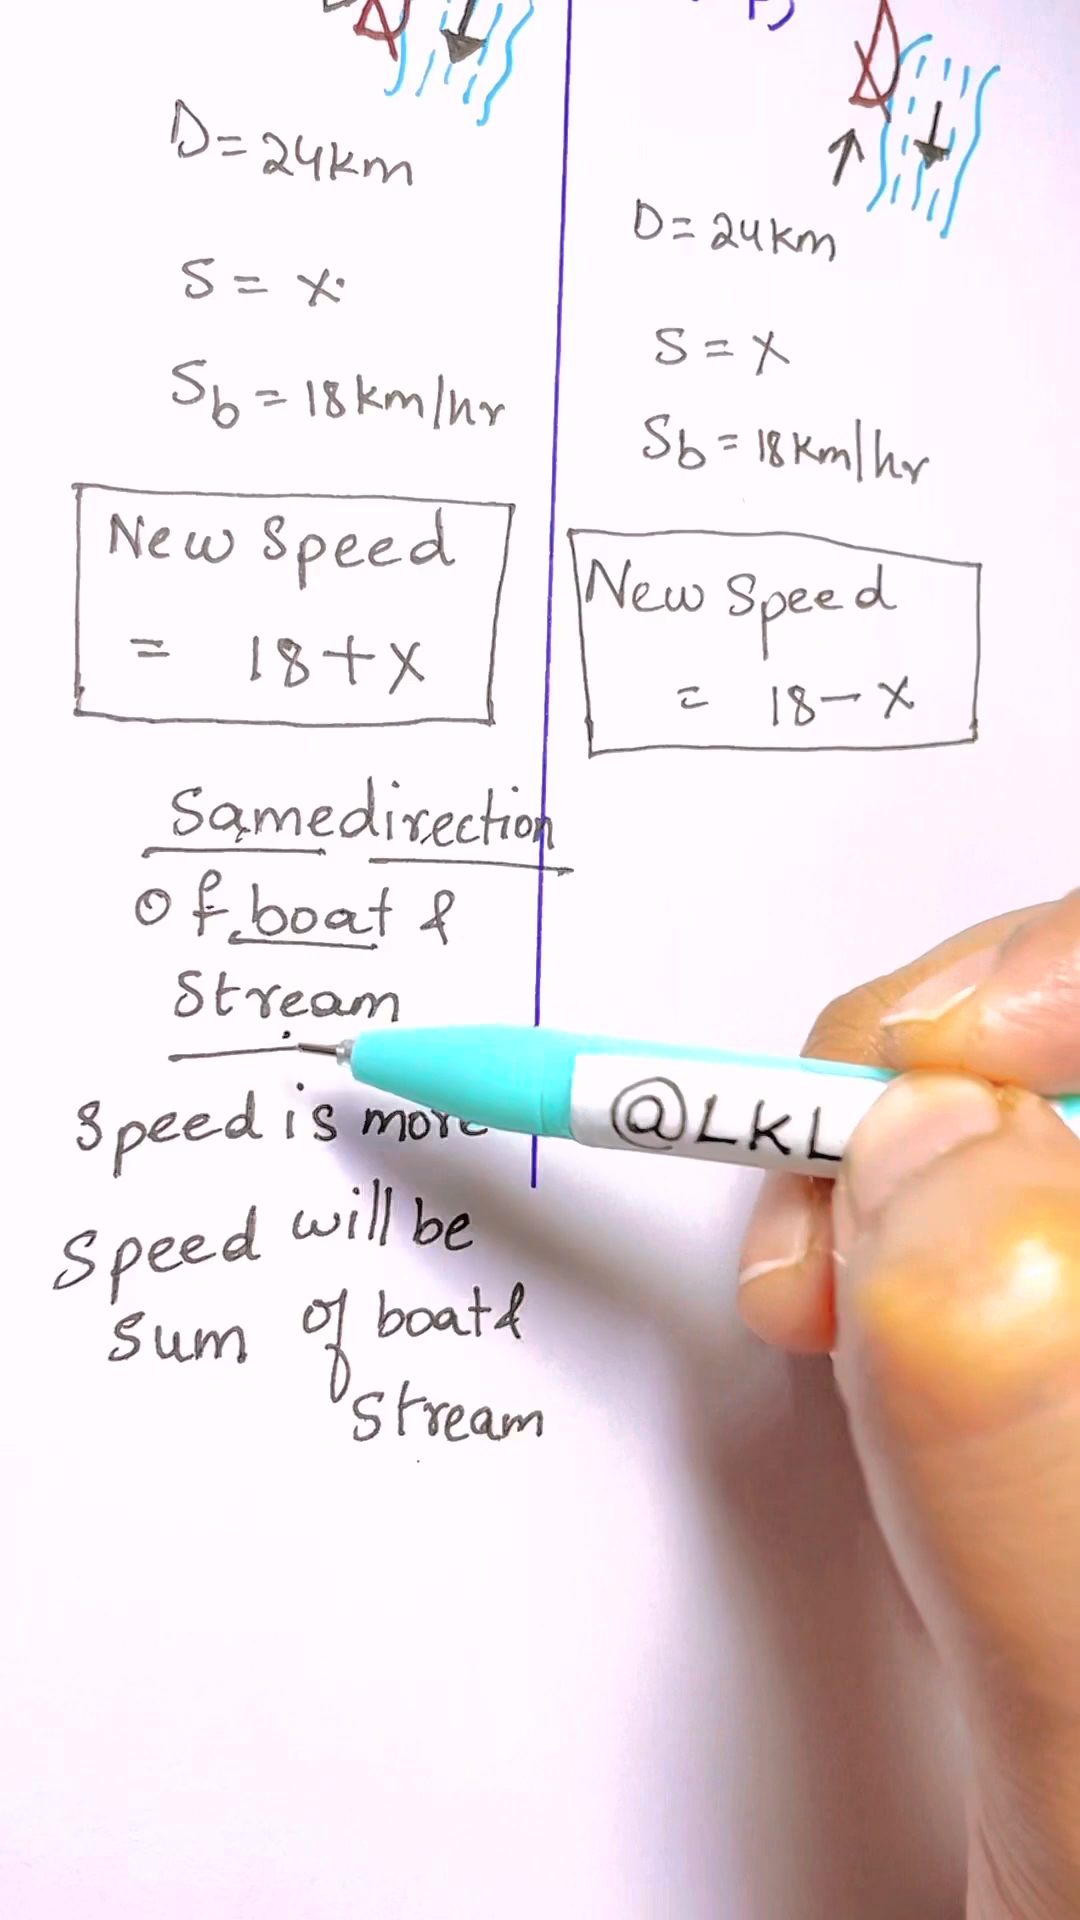 D=24km
S = x
Sb = 18km/hr
New Speed
= 18+x
Samedirection
Of boat &
Stream
Speed is more
Speed will be
Sum of boat &
Stream
D=24km
S = x
Sb = 18km/hr
New Speed
= 18-x
@LKL